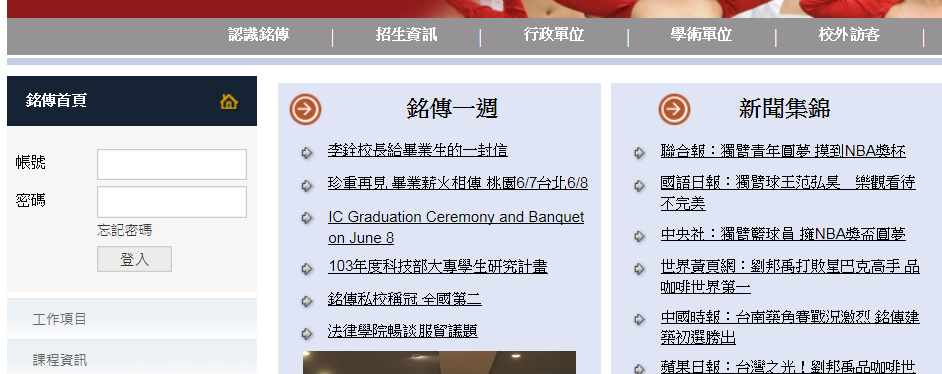 認識銘傳 招生資訊 行政單位 學術單位 校外訪客
銘傳首頁
帳號
密碼
忘記密碼
登入
工作項目
課程資訊
銘傳一週
李銓校長給畢業生的一封信
珍重再見 畢業薪火相傳 桃園6/7台北6/8
IC Graduation Ceremony and Banquet
on June 8
103年度科技部大專學生研究計畫
銘傳私校稱冠 全國第二
法律學院暢談服貿議題
新聞集錦
聯合報：獨臂青年圓夢 摸到NBA獎杯
國語日報：獨臂球王范弘昊 樂觀看待
不完美
中央社：獨臂籃球員 擁NBA獎盃圓夢
世界黃頁網：劉邦禹打敗星巴克高手 品
咖啡世界第一
中國時報：台南築角賽戰況激烈 銘傳建
築初選勝出
蘋果日報：台灣之光！劉邦禹品咖啡世